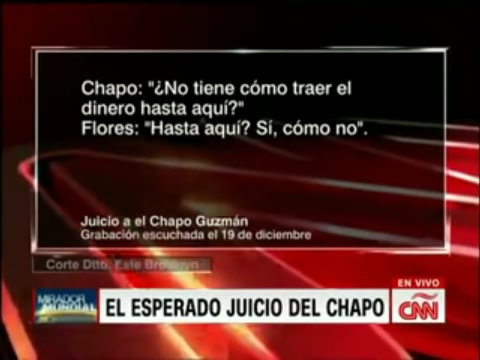 Chapo: "¿No tiene cómo traer el
dinero hasta aquí?"
Flores: "Hasta aquí? Sí, cómo no".
Juicio a el Chapo Guzmán
Grabación escuchada el 19 de diciembre
Corte Dtto. Este Brooklyn
EN VIVO
MIRADOR
MUNDIAL
EL ESPERADO JUICIO DEL CHAPO
CNN